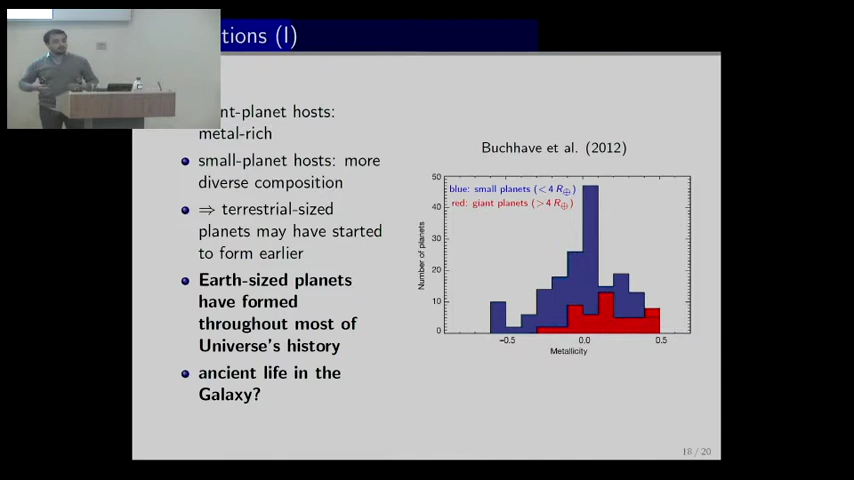 tions (I)
nt-planet hosts:
metal-rich
small-planet hosts: more
diverse composition
⇒ terrestrial-sized
planets may have started
to form earlier
Earth-sized planets
have formed
throughout most of
Universe's history
ancient life in the
Galaxy?
Buchhave et al. (2012)
blue: small planets (< 4 R⊕)
red: giant planets (> 4 R⊕)
Number of planets
50
40
30
20
10
0
−0.5
0.0
0.5
Metallicity
18 / 20